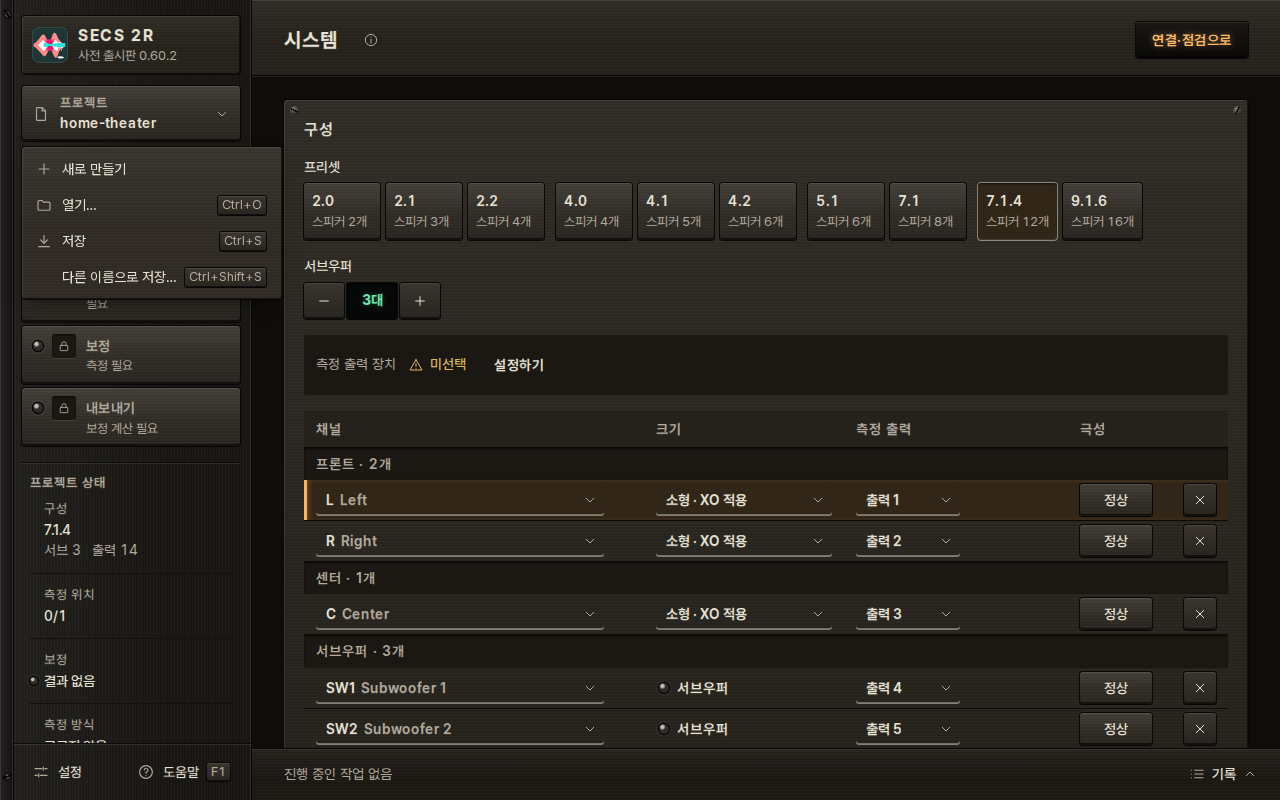 SECS 2R
사전 출시판 0.60.2
프로젝트
home-theater
새로 만들기
열기... Ctrl+O
저장 Ctrl+S
다른 이름으로 저장... Ctrl+Shift+S
필요
보정
측정 필요
내보내기
보정 계산 필요
프로젝트 상태
구성
7.1.4
서브 3 출력 14
측정 위치
0/1
보정
결과 없음
측정 방식
설정 도움말 F1
시스템
연결·점검으로
구성
프리셋
2.0 2.1 2.2 4.0 4.1 4.2 5.1 7.1 7.1.4 9.1.6
스피커 2개 스피커 3개 스피커 4개 스피커 4개 스피커 5개 스피커 6개 스피커 6개 스피커 8개 스피커 12개 스피커 16개
서브우퍼
− 3대 +
측정 출력 장치 미선택 설정하기
채널 크기 측정 출력 극성
프론트 · 2개
L Left 소형 · XO 적용 출력 1 정상
R Right 소형 · XO 적용 출력 2 정상
센터 · 1개
C Center 소형 · XO 적용 출력 3 정상
서브우퍼 · 3개
SW1 Subwoofer 1 서브우퍼 출력 4 정상
SW2 Subwoofer 2 서브우퍼 출력 5 정상
진행 중인 작업 없음 기록